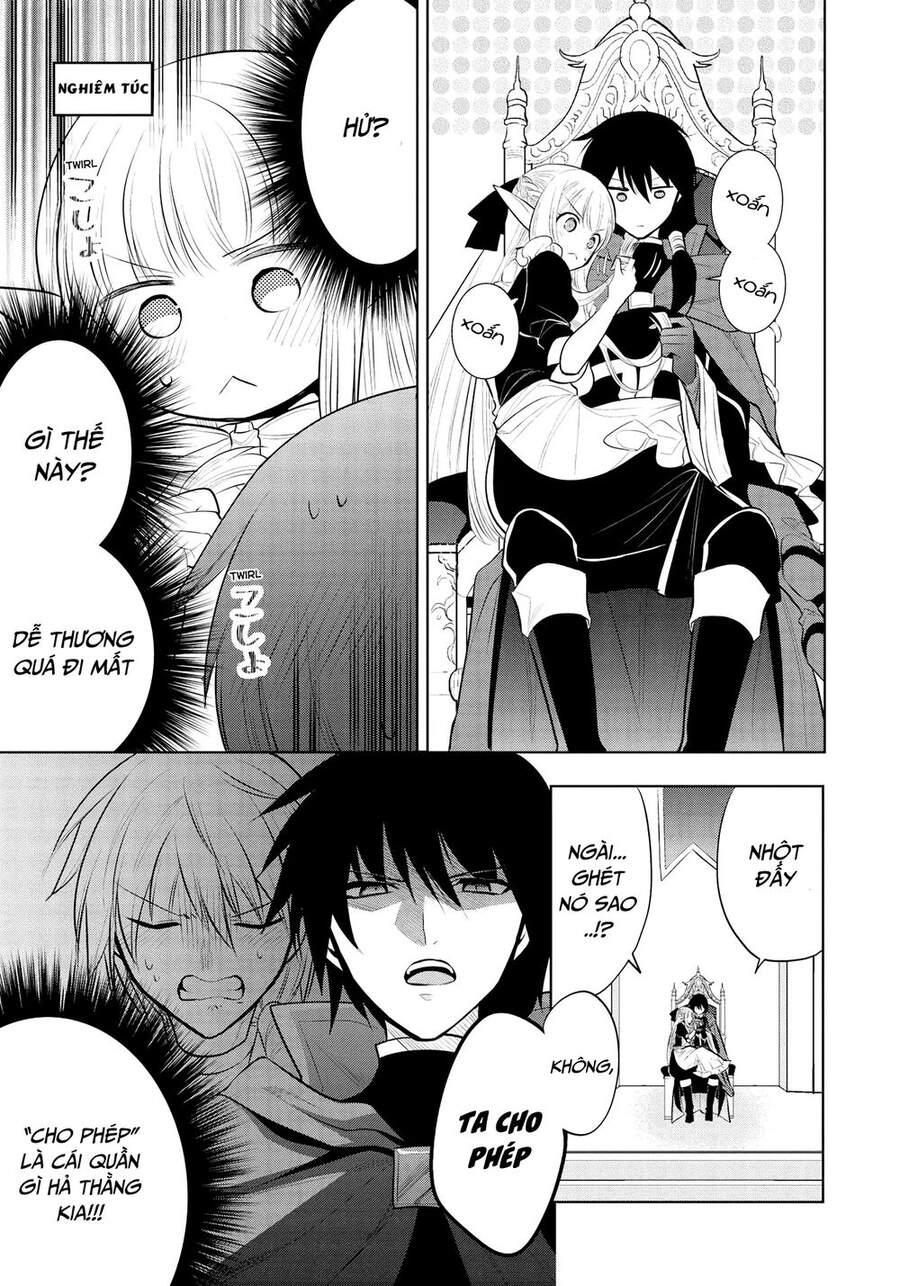 XOẮN
XOẮN
XOẮN
HỬ?
NGHIÊM TÚC
TWIRL
こしょ
GÌ THẾ
NÀY?
DỄ THƯƠNG
QUÁ ĐI MẤT
TWIRL
こしょ
NHỘT
ĐẤY
NGÀI...
GHÉT
NÓ SAO
..!?
KHÔNG,
TA CHO
PHÉP
“CHO PHÉP”
LÀ CÁI QUẦN
GÌ HẢ THẰNG
KIA!!!